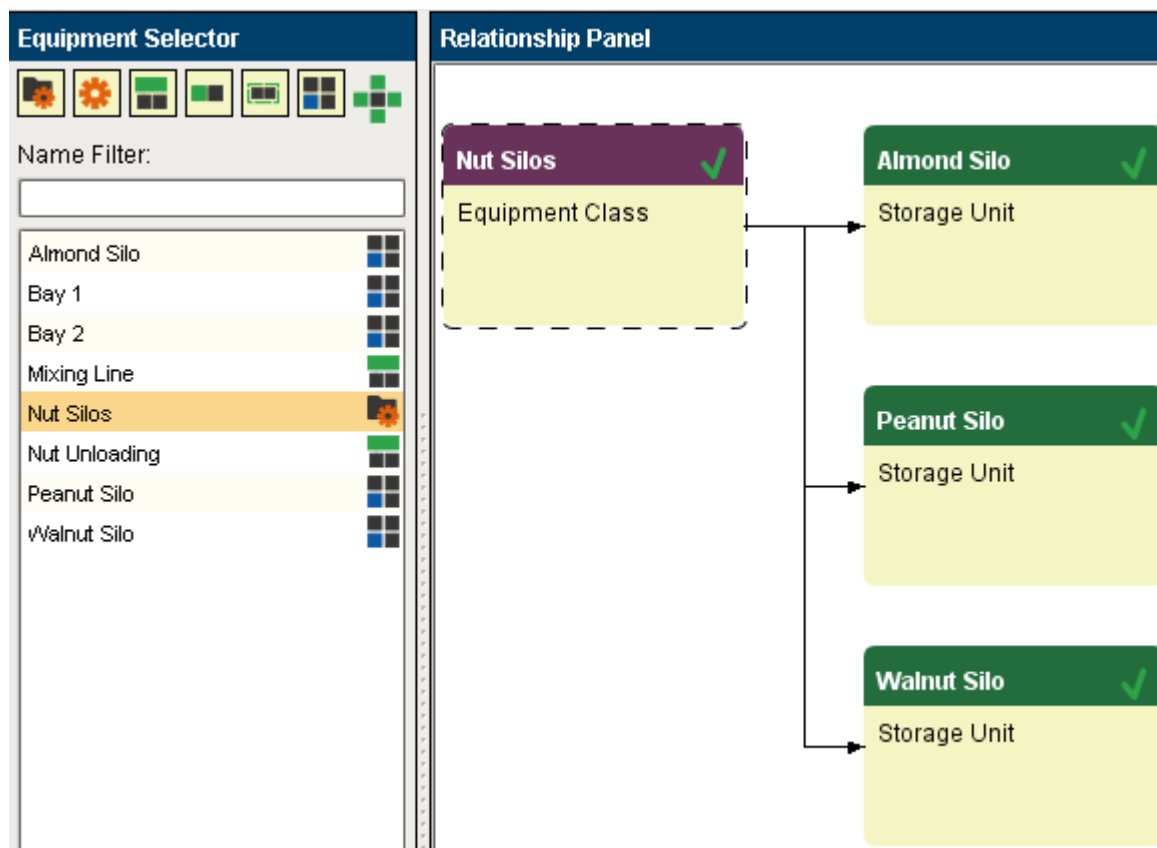 Equipment Selector
Name Filter:
Almond Silo
Bay 1
Bay 2
Mixing Line
Nut Silos
Nut Unloading
Peanut Silo
Walnut Silo
Relationship Panel
Nut Silos
Equipment Class
Almond Silo
Storage Unit
Peanut Silo
Storage Unit
Walnut Silo
Storage Unit